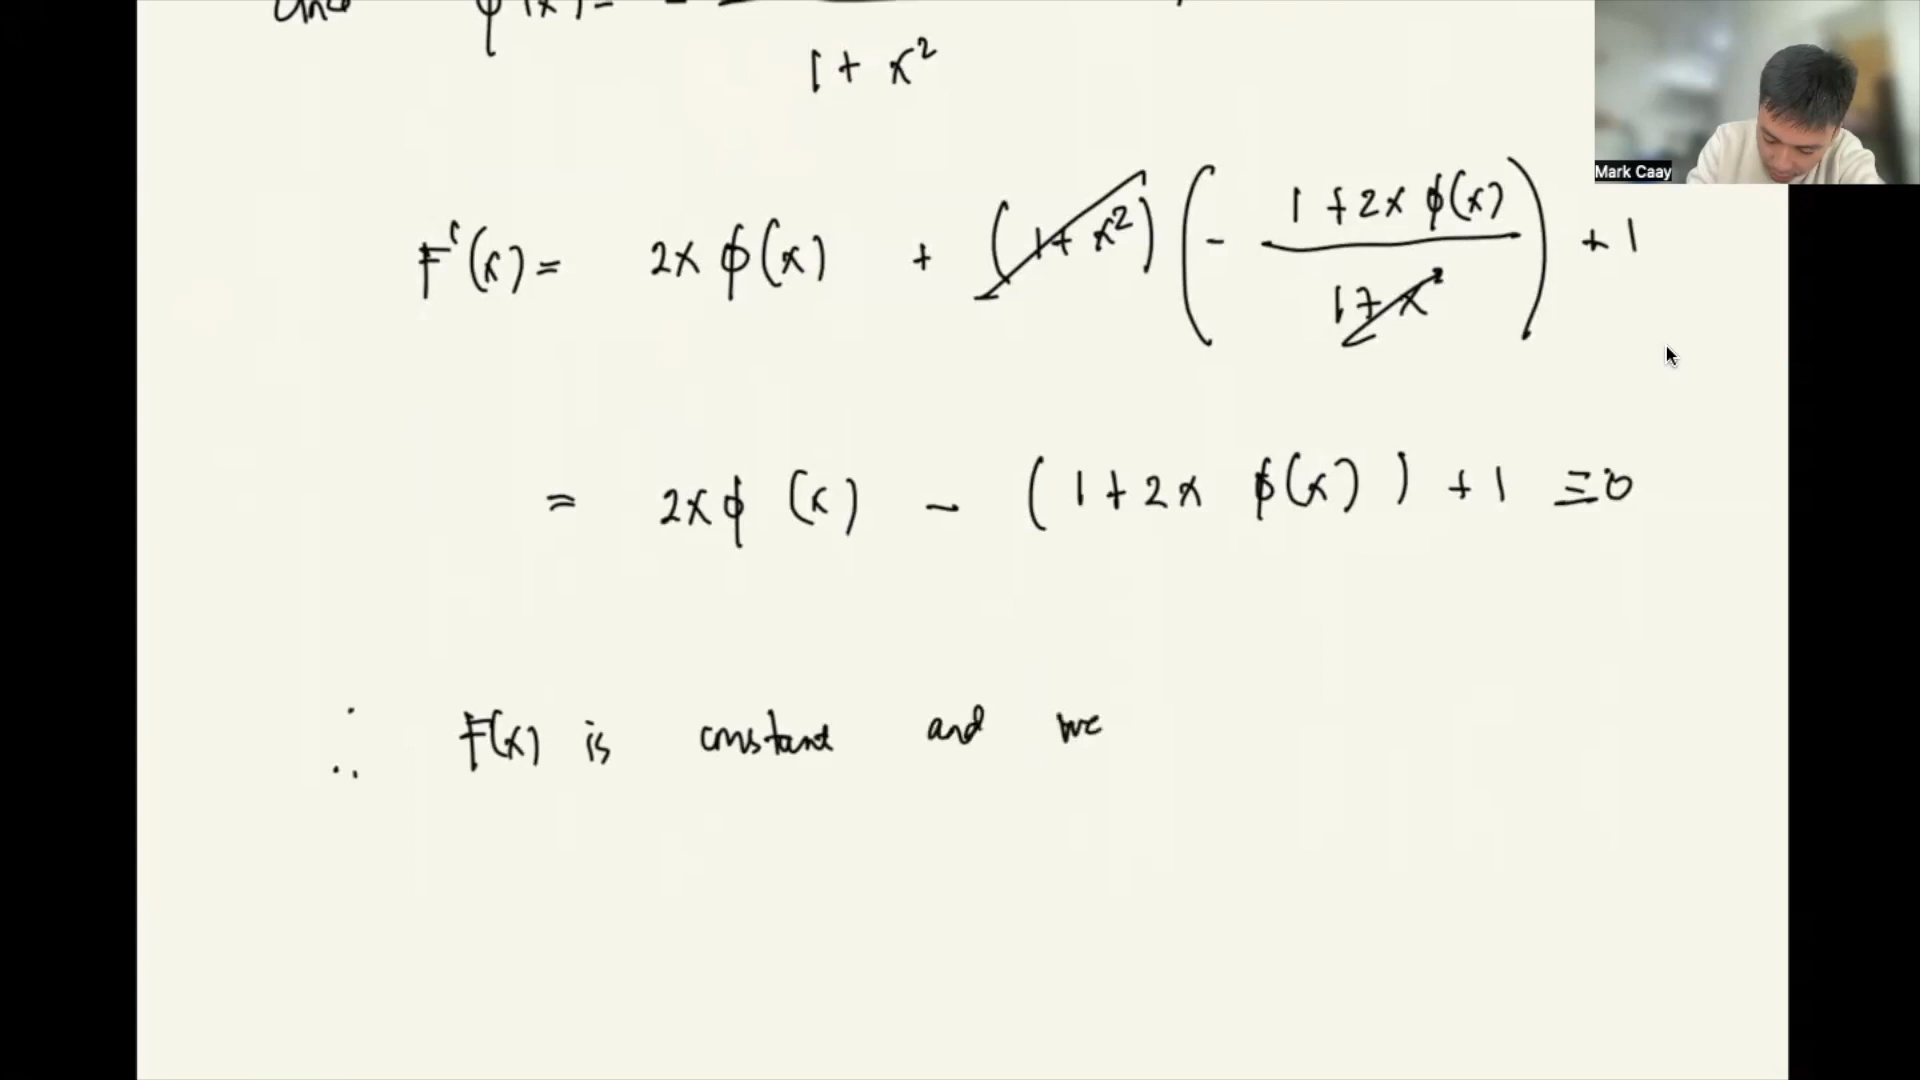 ϕ'(x) = -
1 + x²
Mark Caay
F'(x) = 2x ϕ(x) + (1 + x²) ( - (1 + 2x ϕ(x)) / (1 + x²) ) + 1
= 2xϕ (x) - ( 1 + 2x ϕ(x) ) + 1 ≡ 0
∴ F(x) is constant and we